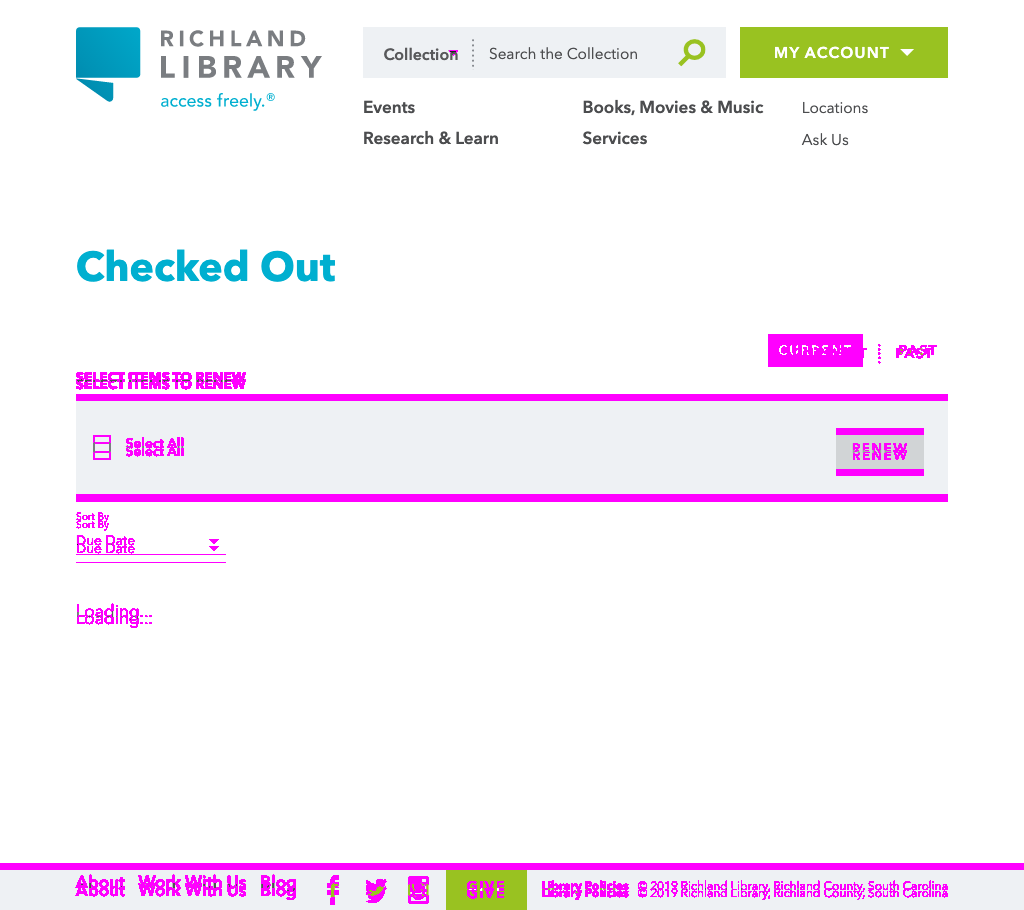 RICHLAND
LIBRARY
access freely.®
Collection
Search the Collection
MY ACCOUNT
Events
Books, Movies & Music
Locations
Research & Learn
Services
Ask Us
Checked Out
CURRENT
PAST
SELECT ITEMS TO RENEW
Select All
RENEW
Sort By
Due Date
Loading...
About Work With Us Blog
GIVE
Library Policies © 2019 Richland Library, Richland County, South Carolina